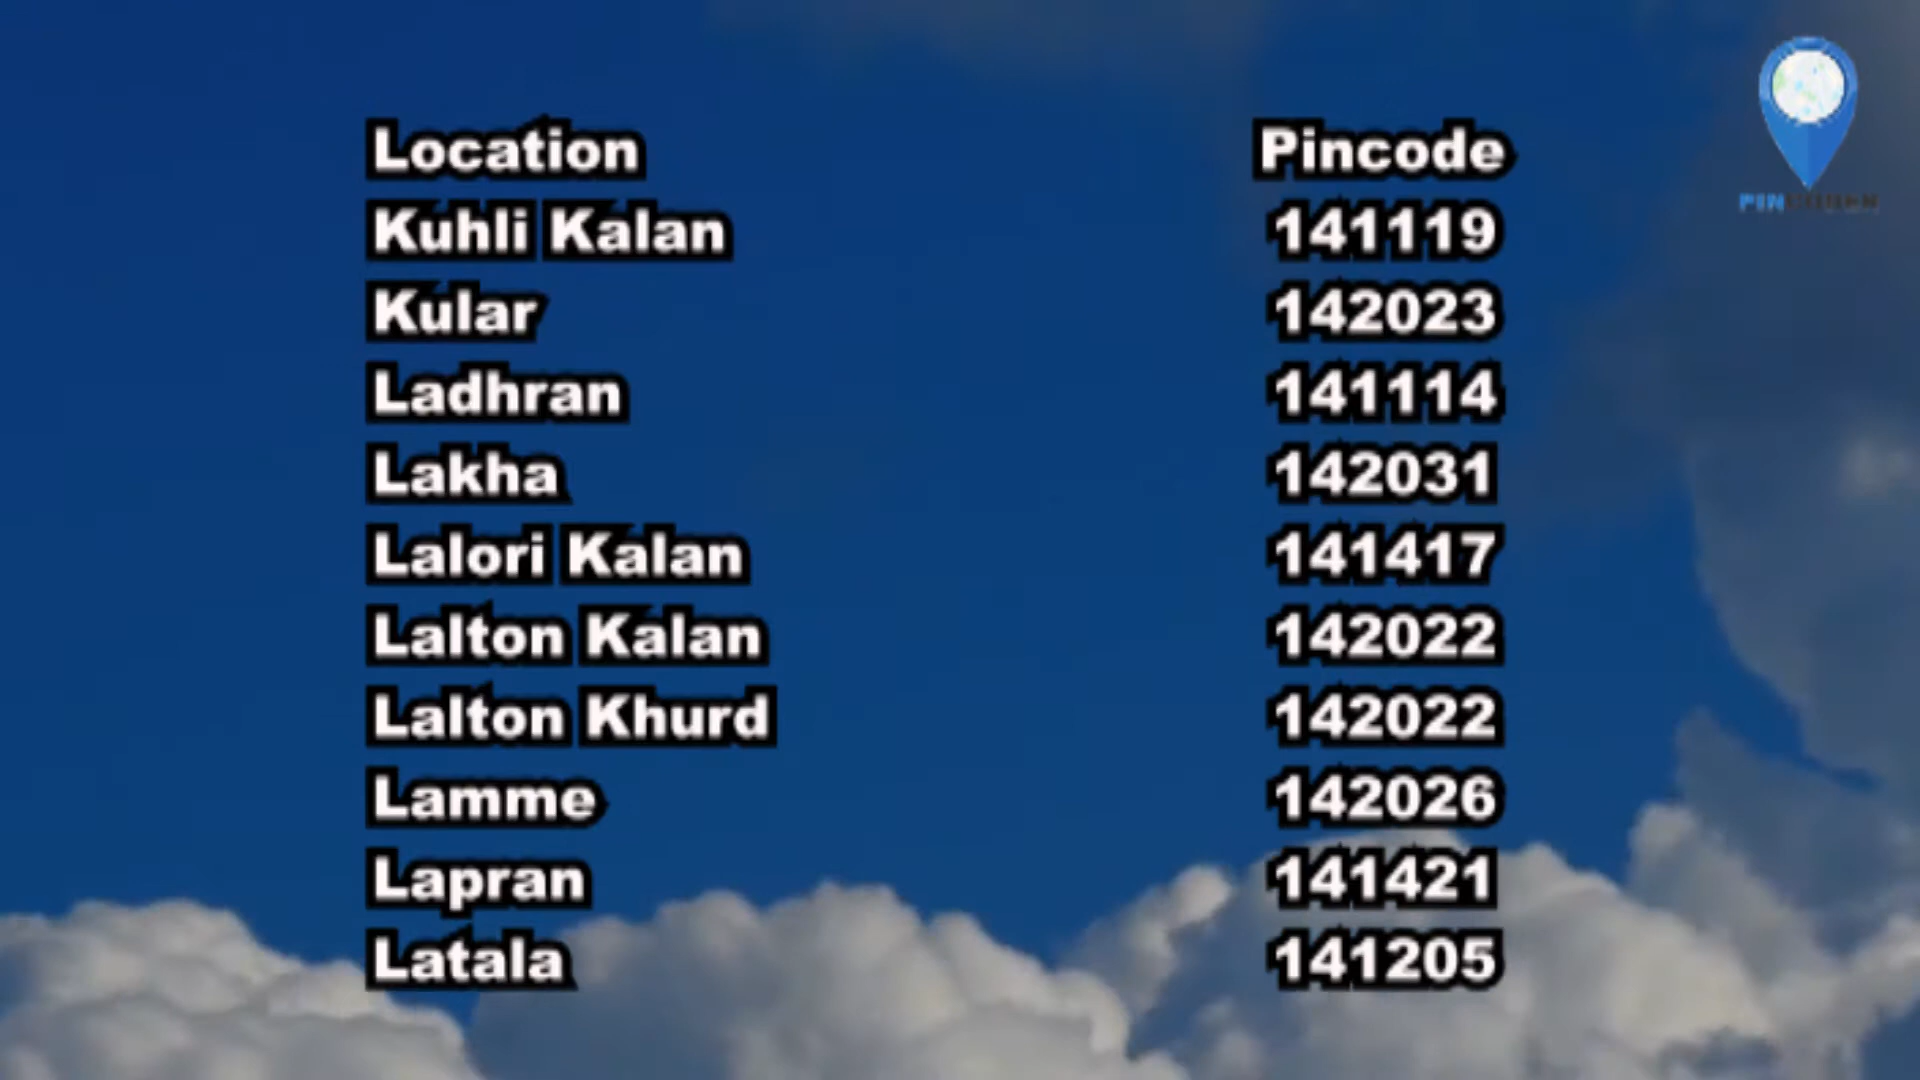 Location Pincode
Kuhli Kalan 141119
Kular 142023
Ladhran 141114
Lakha 142031
Lalori Kalan 141417
Lalton Kalan 142022
Lalton Khurd 142022
Lamme 142026
Lapran 141421
Latala 141205